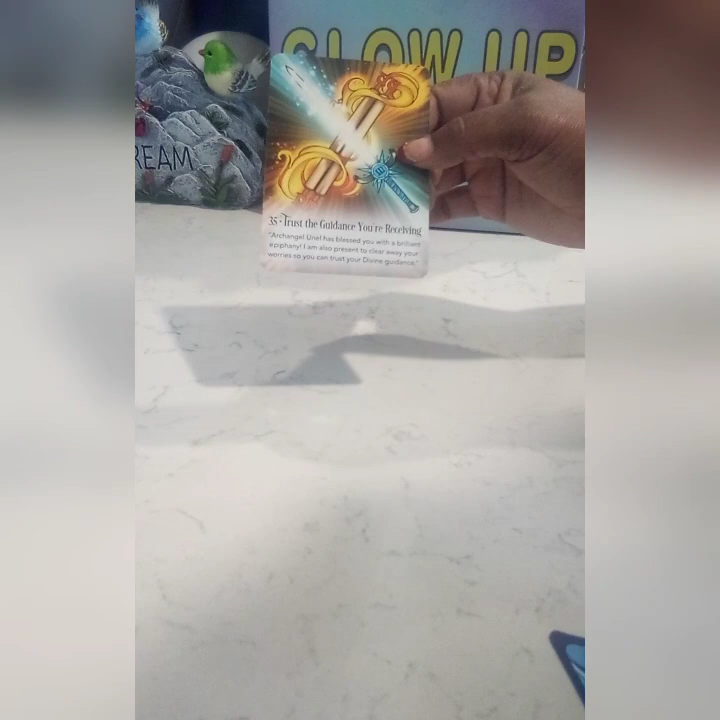 GLOW UP
REAM
35 • Trust the Guidance You're Receiving
"Archangel Uriel has blessed you with a brilliant
epiphany! I am also present to clear away your
worries so you can trust your Divine guidance."